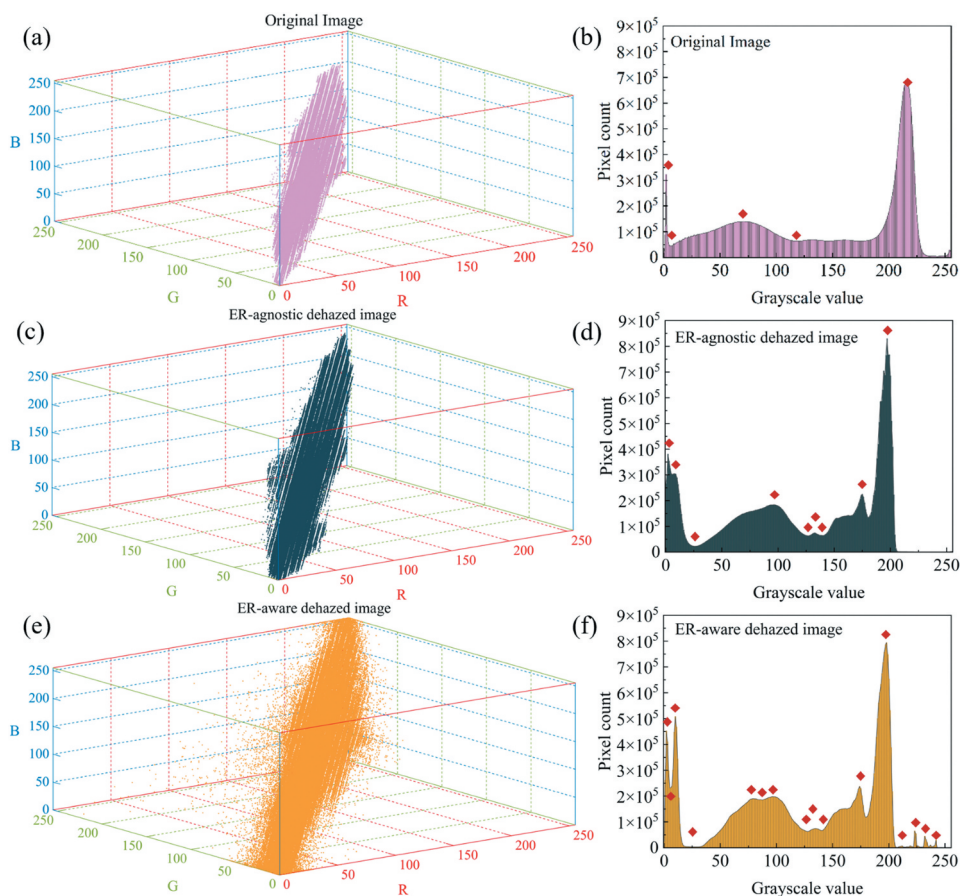 (a)
Original Image
250
200
150
B
100
50
0
250
200
150
G
100
50
0
0
50
100
R
150
200
250
(b)
Original Image
9×10⁵
8×10⁵
7×10⁵
6×10⁵
5×10⁵
4×10⁵
3×10⁵
2×10⁵
1×10⁵
0
Pixel count
0 50 100 150 200 250
Grayscale value
(c)
ER-agnostic dehazed image
250
200
150
B
100
50
0
250
200
150
G
100
50
0
0
50
100
R
150
200
250
(d)
ER-agnostic dehazed image
9×10⁵
8×10⁵
7×10⁵
6×10⁵
5×10⁵
4×10⁵
3×10⁵
2×10⁵
1×10⁵
0
Pixel count
0 50 100 150 200 250
Grayscale value
(e)
ER-aware dehazed image
250
200
150
B
100
50
0
250
200
150
G
100
50
0
0
50
100
R
150
200
250
(f)
ER-aware dehazed image
9×10⁵
8×10⁵
7×10⁵
6×10⁵
5×10⁵
4×10⁵
3×10⁵
2×10⁵
1×10⁵
0
Pixel count
0 50 100 150 200 250
Grayscale value